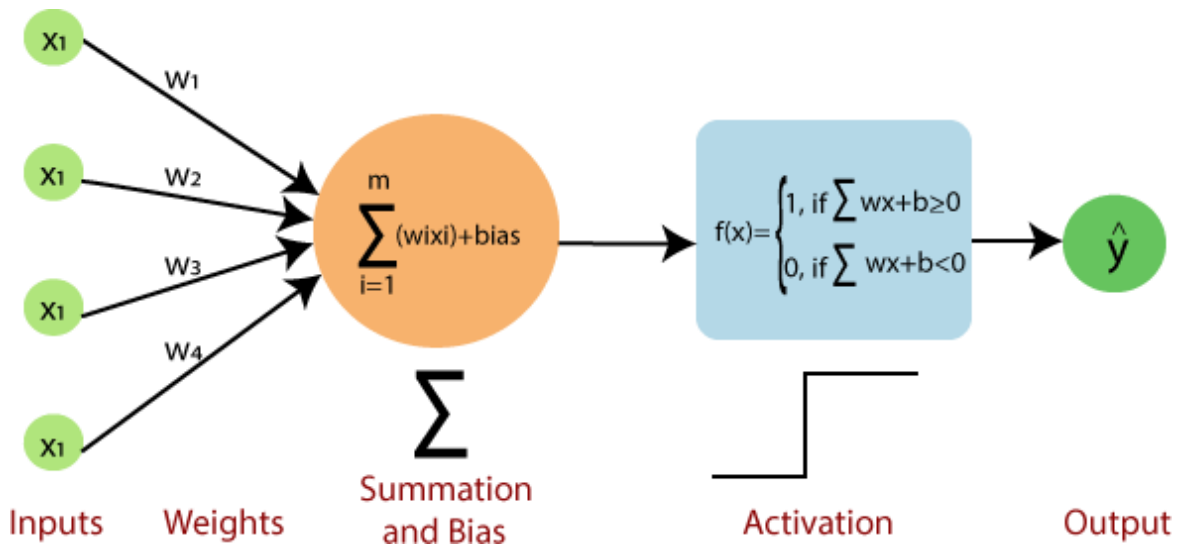 x1
w1
x1
w2
x1
w3
x1
w4
m
∑(wixi)+bias
i=1
f(x)={1, if ∑ wx+b≥0
0, if ∑ wx+b<0
ŷ
∑
Inputs
Weights
Summation
and Bias
Activation
Output